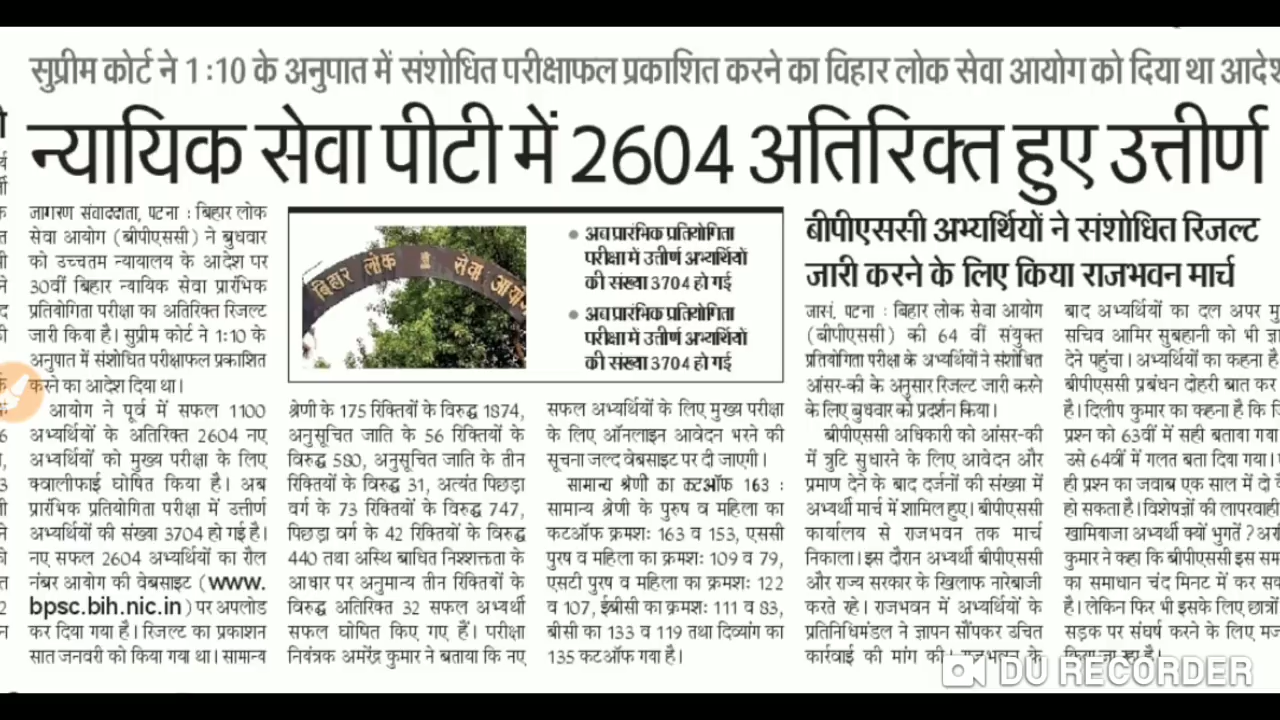 सुप्रीम कोर्ट ने 1:10 के अनुपात में संशोधित परीक्षाफल प्रकाशित करने का विहार लोक सेवा आयोग को दिया था आदेश
न्यायिक सेवा पीटी में 2604 अतिरिक्त हुए उत्तीर्ण
जागरण संवाददाता, पटना : बिहार लोक
सेवा आयोग (बीपीएससी) ने बुधवार
को उच्चतम न्यायालय के आदेश पर
30वीं बिहार न्यायिक सेवा प्रारंभिक
प्रतियोगिता परीक्षा का अतिरिक्त रिजल्ट
जारी किया है। सुप्रीम कोर्ट ने 1:10 के
अनुपात में संशोधित परीक्षाफल प्रकाशित
करने का आदेश दिया था।
आयोग ने पूर्व में सफल 1100
अभ्यर्थियों के अतिरिक्त 2604 नए
अभ्यर्थियों को मुख्य परीक्षा के लिए
क्वालीफाई घोषित किया है। अब
प्रारंभिक प्रतियोगिता परीक्षा में उत्तीर्ण
अभ्यर्थियों की संख्या 3704 हो गई है।
नए सफल 2604 अभ्यर्थियों का रौल
नंबर आयोग की वेबसाइट (www.
bpsc.bih.nic.in) पर अपलोड
कर दिया गया है। रिजल्ट का प्रकाशन
सात जनवरी को किया गया था। सामान्य
बिहार लोक सेवा आयोग
● अब प्रारंभिक प्रतियोगिता
परीक्षा में उत्तीर्ण अभ्यर्थियों
की संख्या 3704 हो गई
● अब प्रारंभिक प्रतियोगिता
परीक्षा में उत्तीर्ण अभ्यर्थियों
की संख्या 3704 हो गई
श्रेणी के 175 रिक्तियों के विरुद्ध 1874,
अनुसूचित जाति के 56 रिक्तियों के
विरुद्ध 580, अनुसूचित जाति के तीन
रिक्तियों के विरुद्ध 31, अत्यंत पिछड़ा
वर्ग के 73 रिक्तियों के विरुद्ध 747,
पिछड़ा वर्ग के 42 रिक्तियों के विरुद्ध
440 तथा अस्थि बाधित निश्शक्तता के
आधार पर अनुमान्य तीन रिक्तियों के
विरुद्ध अतिरिक्त 32 सफल अभ्यर्थी
सफल घोषित किए गए हैं। परीक्षा
नियंत्रक अमरेंद्र कुमार ने बताया कि नए
सफल अभ्यर्थियों के लिए मुख्य परीक्षा
के लिए ऑनलाइन आवेदन भरने की
सूचना जल्द वेबसाइट पर दी जाएगी।
सामान्य श्रेणी का कटऑफ 163 :
सामान्य श्रेणी के पुरुष व महिला का
कटऑफ क्रमशः 163 व 153, एससी
पुरुष व महिला का क्रमशः 109 व 79,
एसटी पुरुष व महिला का क्रमशः 122
व 107, ईबीसी का क्रमशः 111 व 83,
बीसी का 133 व 119 तथा दिव्यांग का
135 कटऑफ गया है।
बीपीएससी अभ्यर्थियों ने संशोधित रिजल्ट
जारी करने के लिए किया राजभवन मार्च
जासं, पटना : बिहार लोक सेवा आयोग
(बीपीएससी) की 64 वीं संयुक्त
प्रतियोगिता परीक्षा के अभ्यर्थियों ने संशोधित
आंसर-की के अनुसार रिजल्ट जारी करने
के लिए बुधवार को प्रदर्शन किया।
बीपीएससी अधिकारी को आंसर-की
में त्रुटि सुधारने के लिए आवेदन और
प्रमाण देने के बाद दर्जनों की संख्या में
अभ्यर्थी मार्च में शामिल हुए। बीपीएससी
कार्यालय से राजभवन तक मार्च
निकाला। इस दौरान अभ्यर्थी बीपीएससी
और राज्य सरकार के खिलाफ नारेबाजी
करते रहे। राजभवन में अभ्यर्थियों के
प्रतिनिधिमंडल ने ज्ञापन सौंपकर उचित
कार्रवाई की मांग की। राजभवन के
बाद अभ्यर्थियों का दल अपर मु
सचिव आमिर सुबहानी को भी ज्ञा
देने पहुंचा। अभ्यर्थियों का कहना है
बीपीएससी प्रबंधन दोहरी बात कर
है। दिलीप कुमार का कहना है कि
प्रश्न को 63वीं में सही बताया गया
उसे 64वीं में गलत बता दिया गया।
ही प्रश्न का जवाब एक साल में दो
हो सकता है। विशेषज्ञों की लापरवाही
खामियाजा अभ्यर्थी क्यों भुगतें ? अ
कुमार ने कहा कि बीपीएससी इस सम
का समाधान चंद मिनट में कर सक
है। लेकिन फिर भी इसके लिए छात्रों
सड़क पर संघर्ष करने के लिए मज
किया जा रहा है।
DU RECORDER